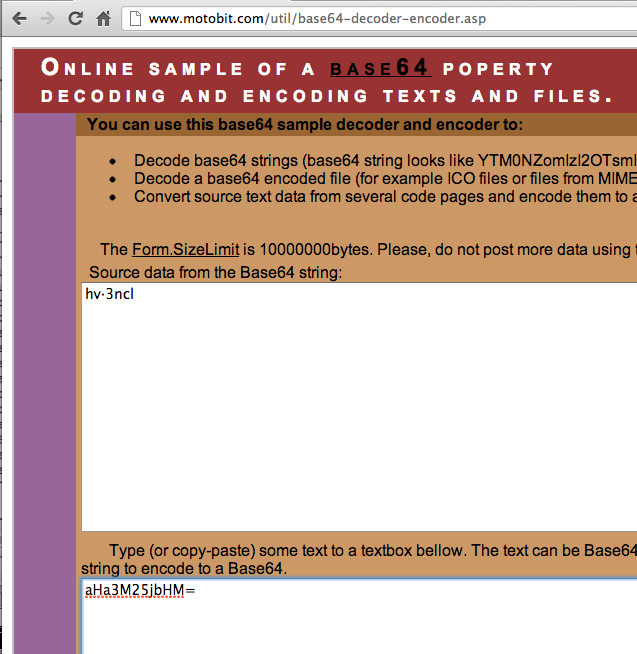 www.motobit.com/util/base64-decoder-encoder.asp
ONLINE SAMPLE OF A BASE64 POPERTY
DECODING AND ENCODING TEXTS AND FILES.
You can use this base64 sample decoder and encoder to:
• Decode base64 strings (base64 string looks like YTM0NZomIzI2OTsmI
• Decode a base64 encoded file (for example ICO files or files from MIME
• Convert source text data from several code pages and encode them to a
The Form.SizeLimit is 10000000bytes. Please, do not post more data using
Source data from the Base64 string:
hv·3ncl
Type (or copy-paste) some text to a textbox bellow. The text can be Base64
string to encode to a Base64.
aHa3M25jbHM=